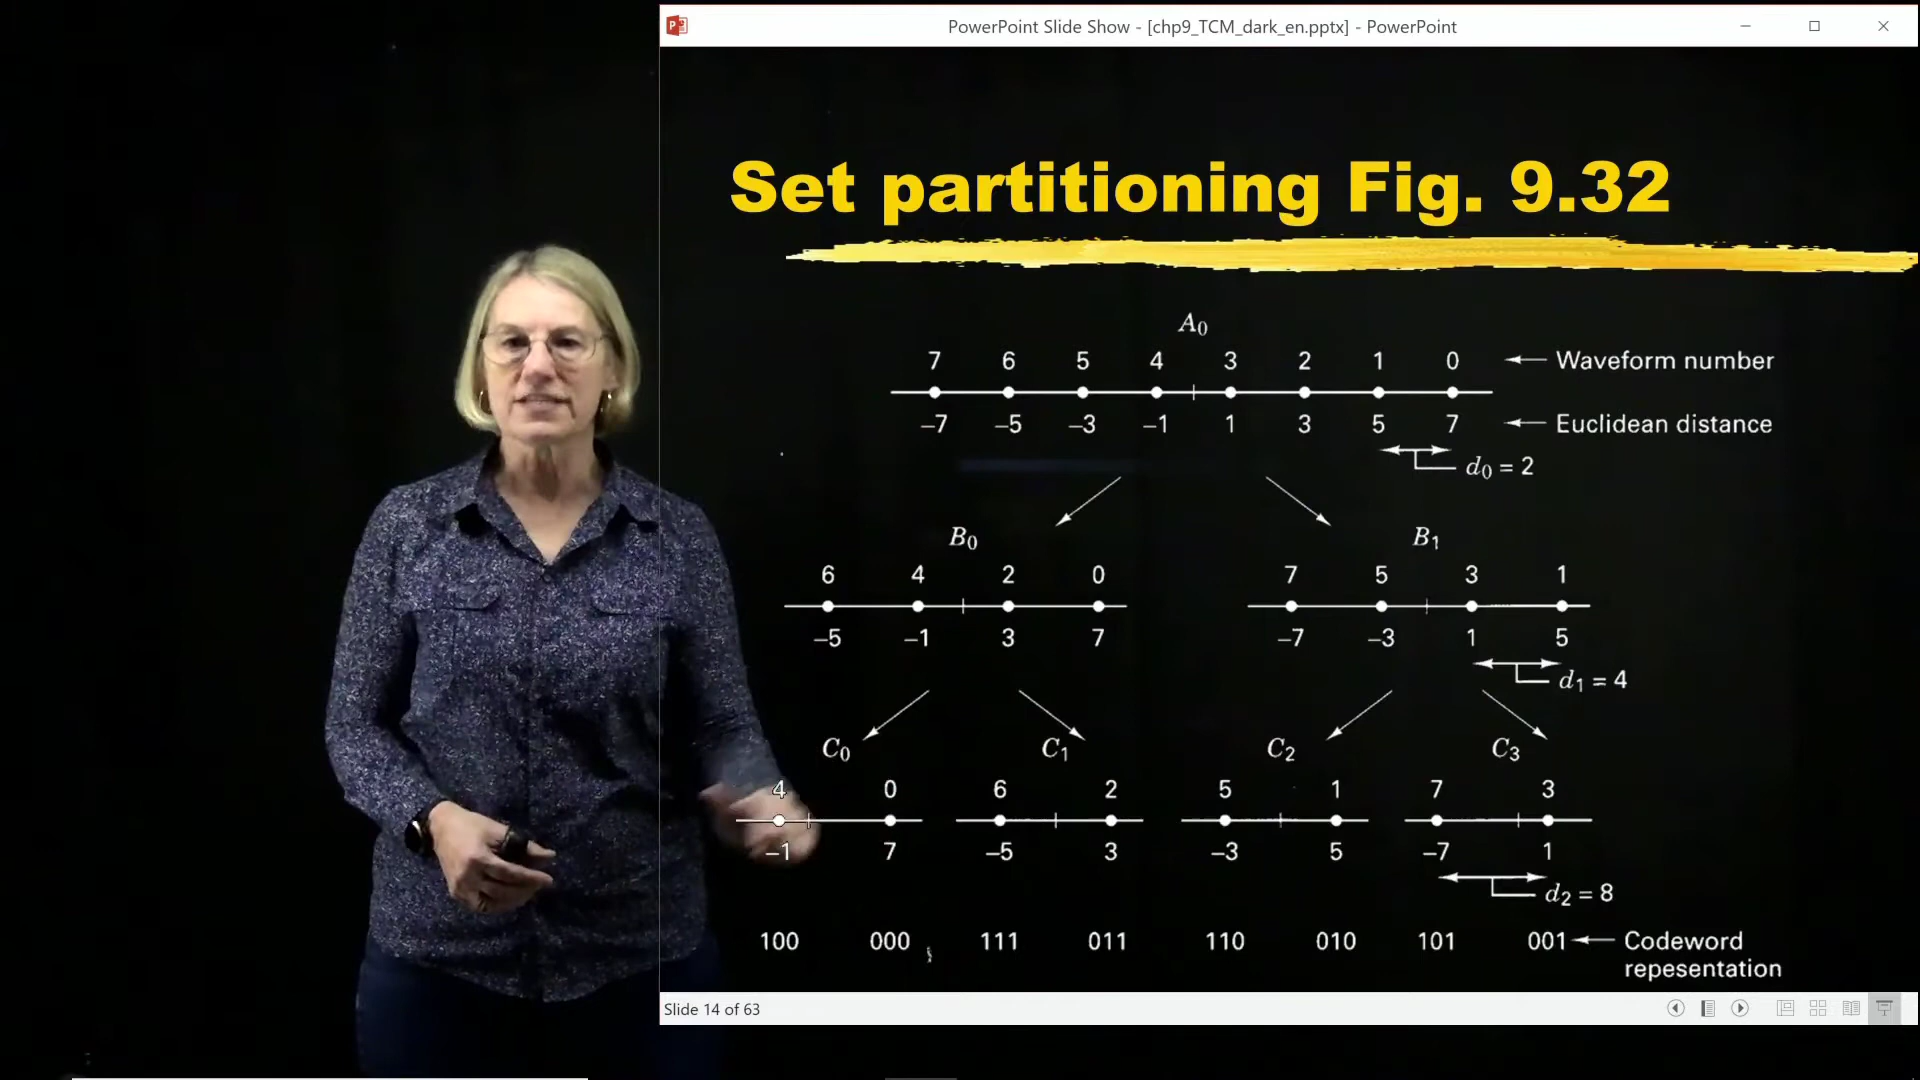 PowerPoint Slide Show - [chp9_TCM_dark_en.pptx] - PowerPoint
Set partitioning Fig. 9.32
A0
7 6 5 4 3 2 1 0 Waveform number
–7 –5 –3 –1 1 3 5 7 Euclidean distance
d0 = 2
B0 B1
6 4 2 0 7 5 3 1
–5 –1 3 7 –7 –3 1 5
d1 = 4
C0 C1 C2 C3
4 0 6 2 5 1 7 3
–1 7 –5 3 –3 5 –7 1
d2 = 8
100 000 111 011 110 010 101 001 Codeword
repesentation
Slide 14 of 63